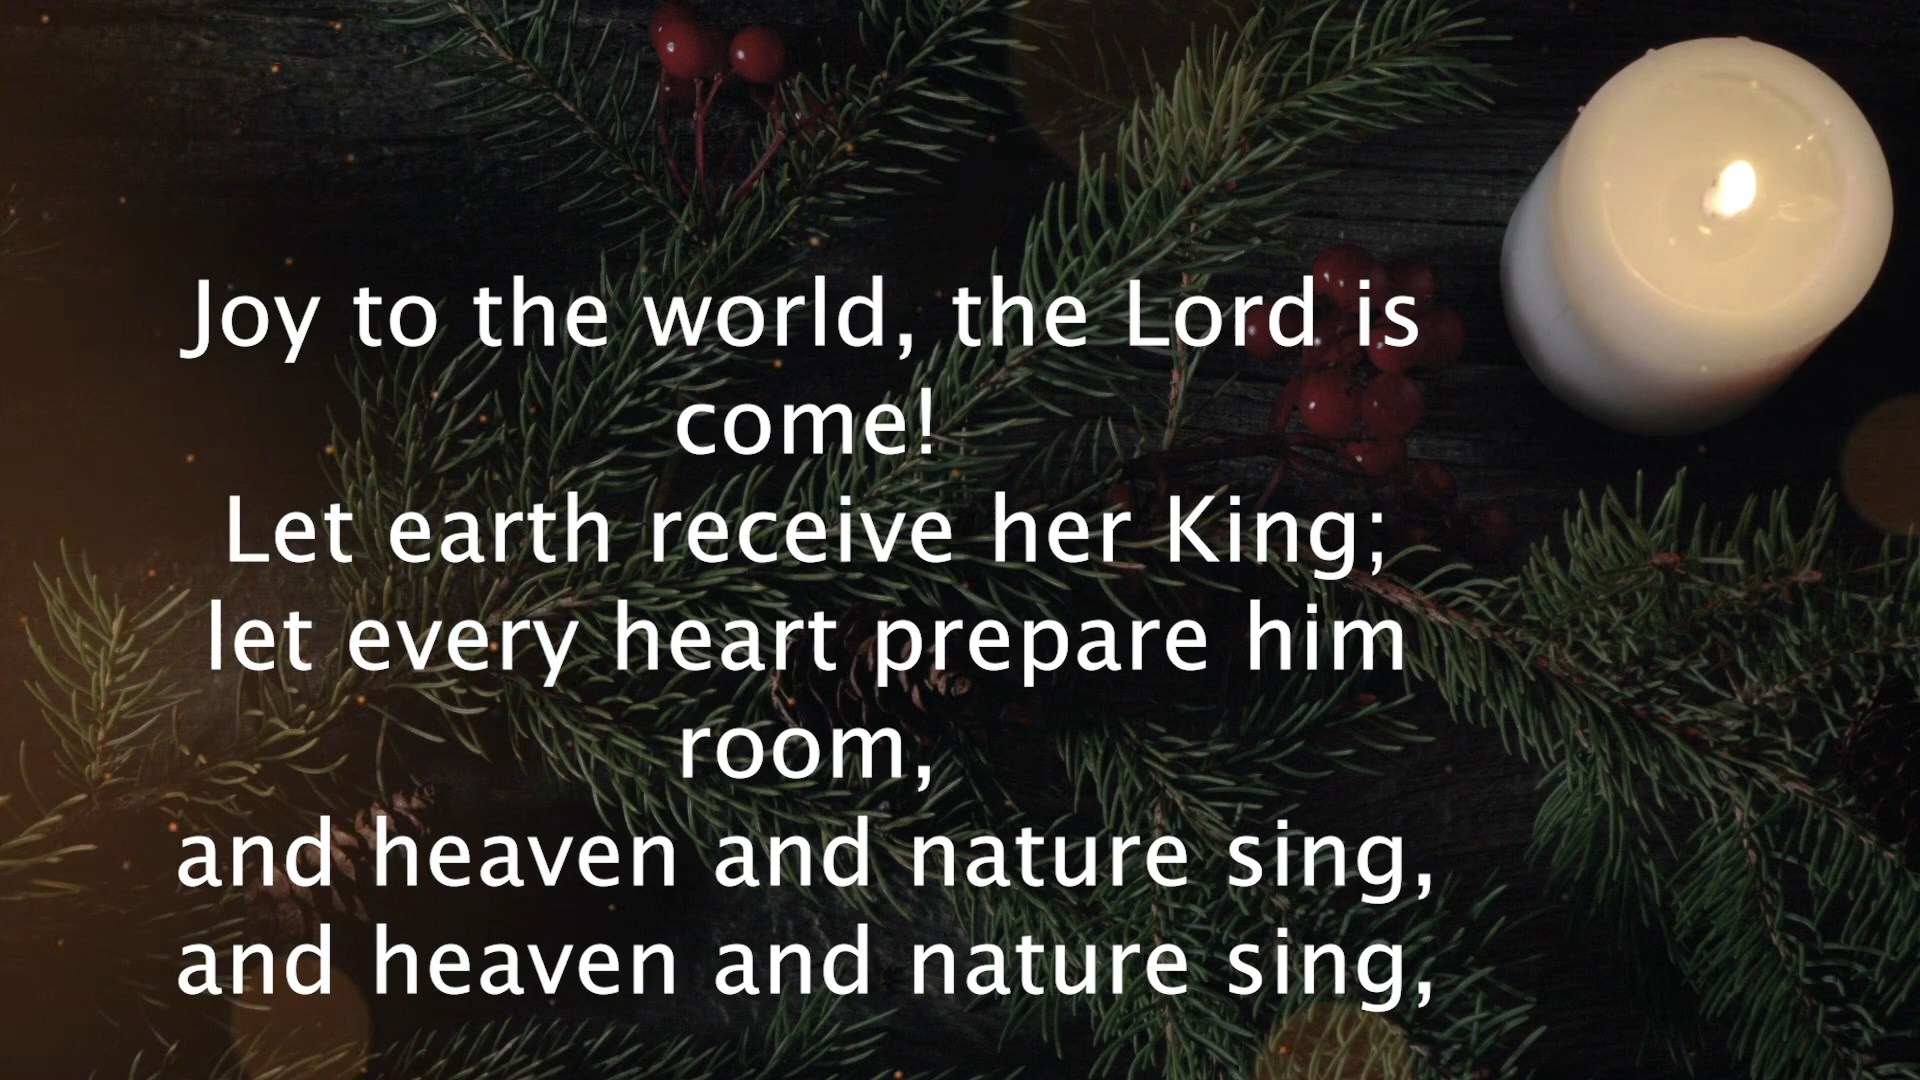 Joy to the world, the Lord is
come!
Let earth receive her King;
let every heart prepare him
room,
and heaven and nature sing,
and heaven and nature sing,